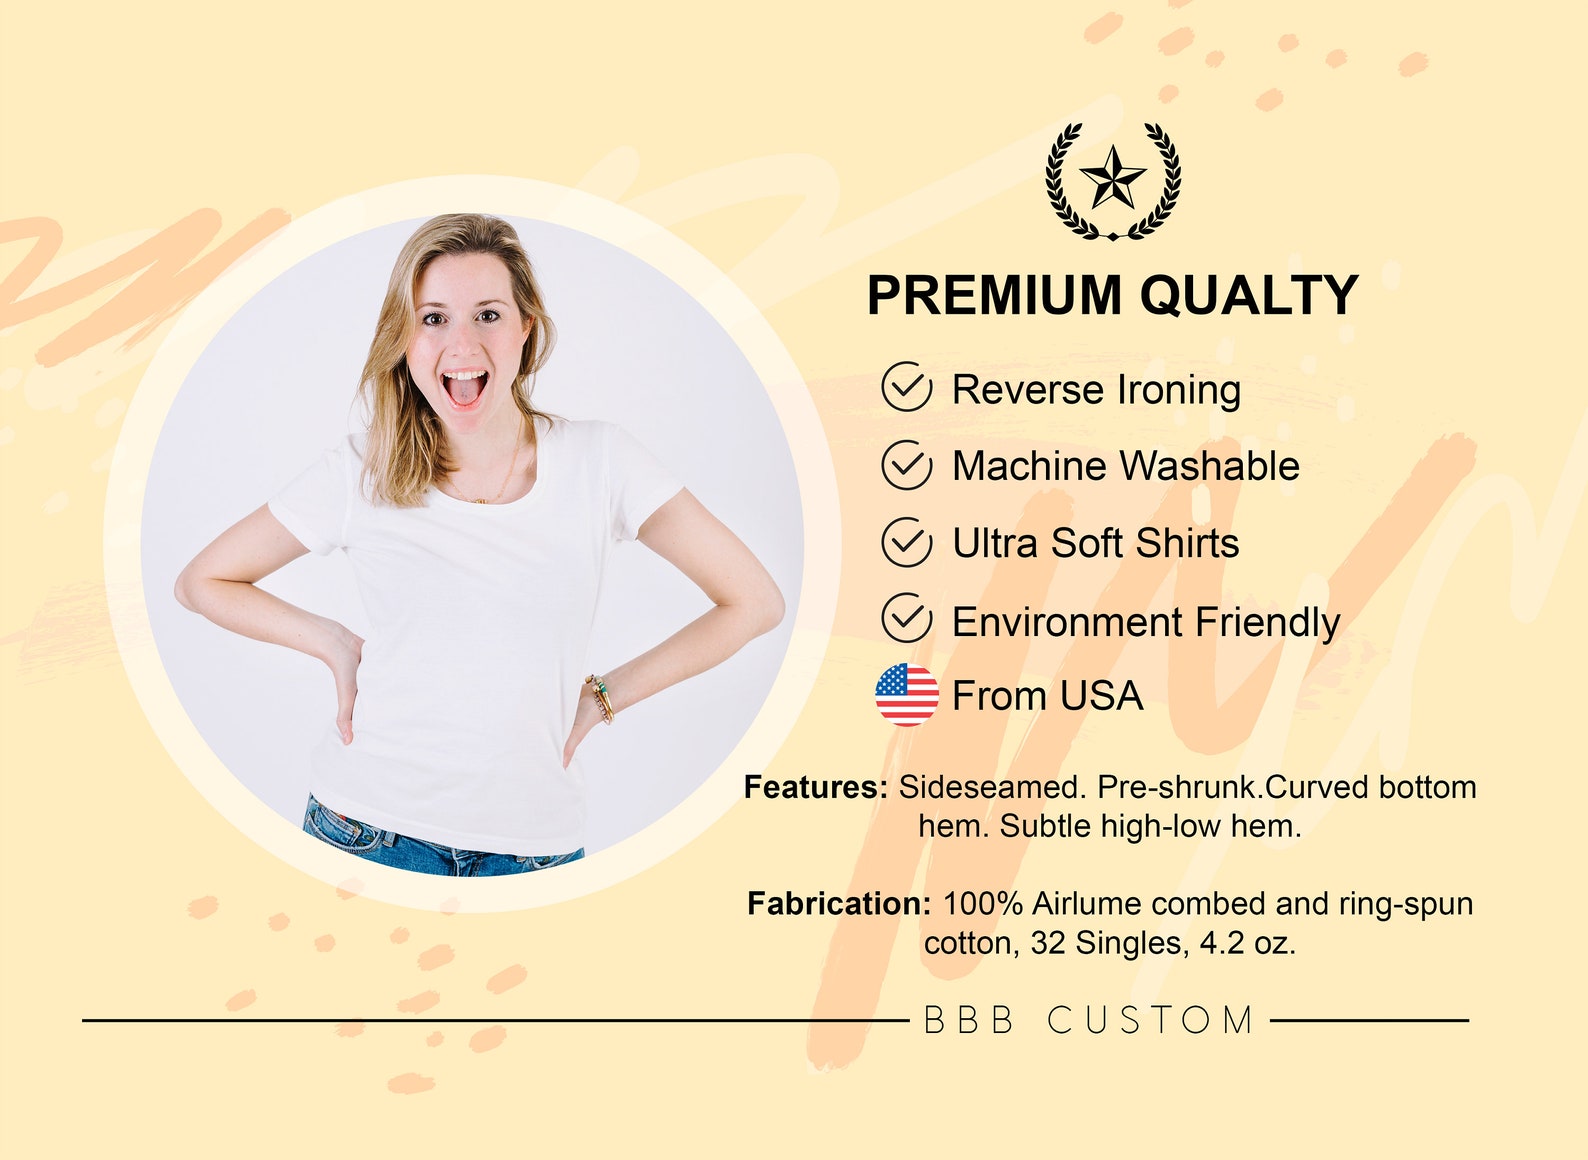 PREMIUM QUALTY
Reverse Ironing
Machine Washable
Ultra Soft Shirts
Environment Friendly
From USA
Features: Sideseamed. Pre-shrunk.Curved bottom
hem. Subtle high-low hem.
Fabrication: 100% Airlume combed and ring-spun
cotton, 32 Singles, 4.2 oz.
BBB CUSTOM